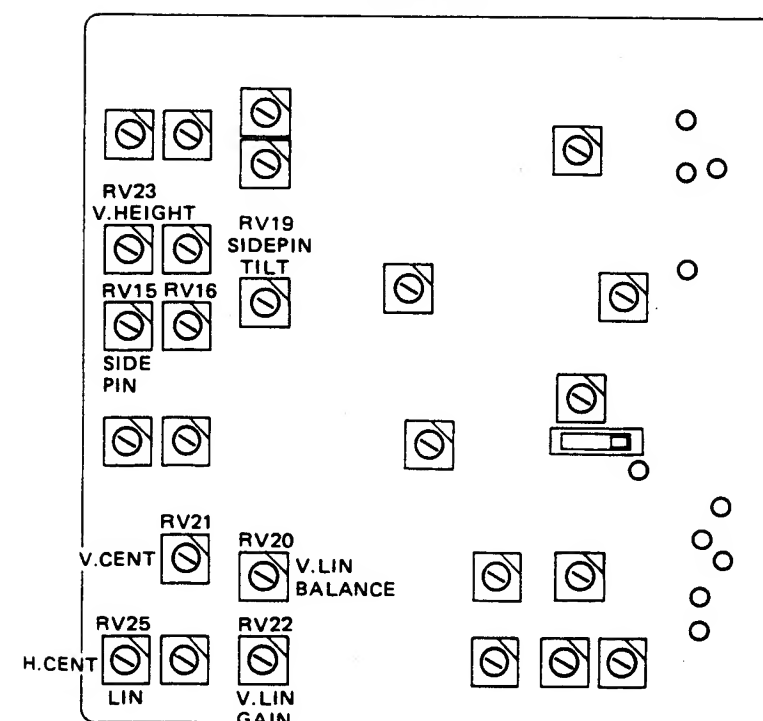 RV23
V.HEIGHT
RV19
SIDEPIN
TILT
RV15 RV16
SIDE
PIN
RV21
V.CENT
RV20
V.LIN
BALANCE
RV25
H.CENT
LIN
RV22
V.LIN
GAIN